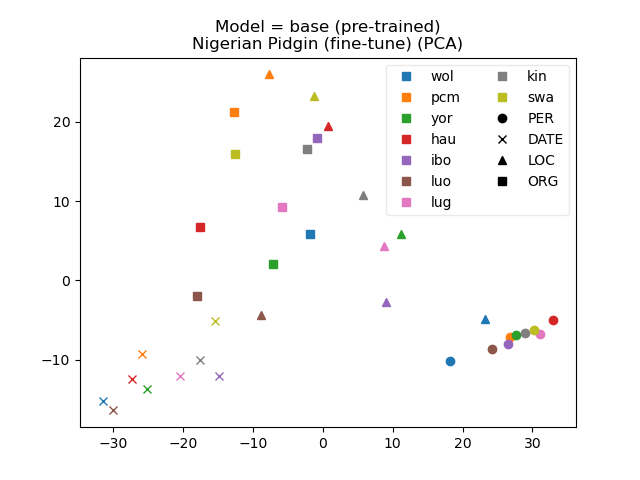 Model = base (pre-trained)
Nigerian Pidgin (fine-tune) (PCA)
wol
pcm
yor
hau
ibo
luo
lug
kin
swa
PER
DATE
LOC
ORG
20
10
0
−10
−30
−20
−10
0
10
20
30